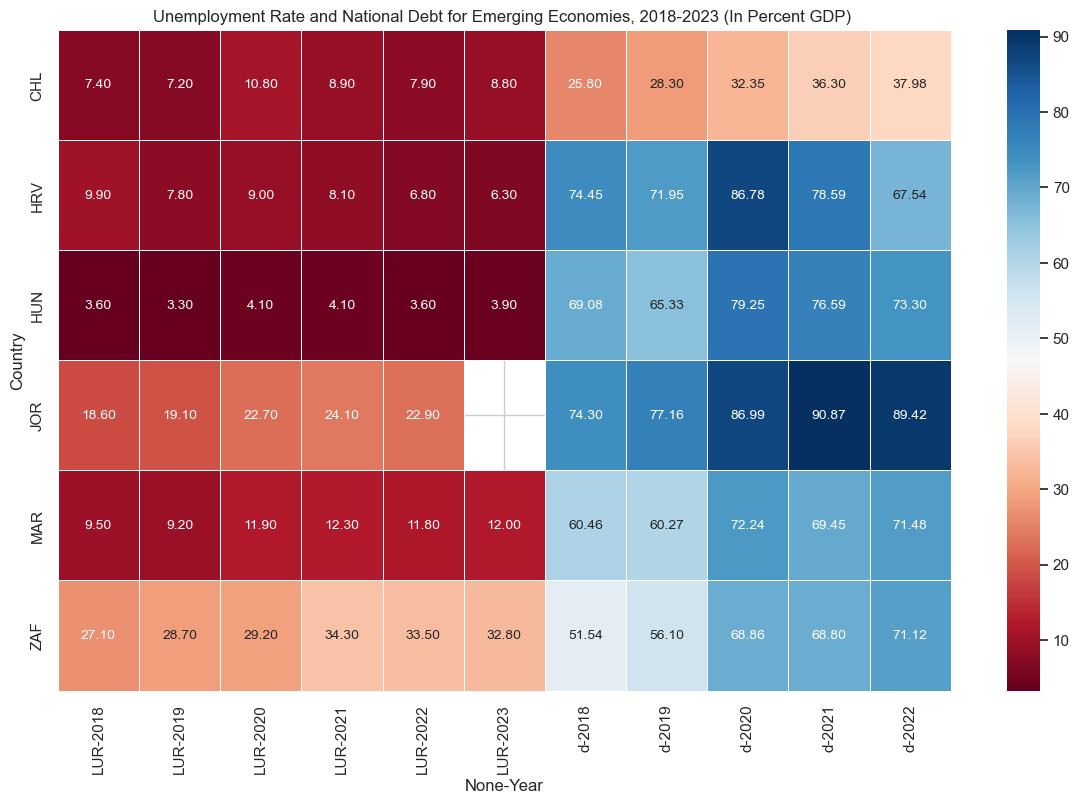 Unemployment Rate and National Debt for Emerging Economies, 2018-2023 (In Percent GDP)
Country
CHL 7.40 7.20 10.80 8.90 7.90 8.80 25.80 28.30 32.35 36.30 37.98
HRV 9.90 7.80 9.00 8.10 6.80 6.30 74.45 71.95 86.78 78.59 67.54
HUN 3.60 3.30 4.10 4.10 3.60 3.90 69.08 65.33 79.25 76.59 73.30
JOR 18.60 19.10 22.70 24.10 22.90 74.30 77.16 86.99 90.87 89.42
MAR 9.50 9.20 11.90 12.30 11.80 12.00 60.46 60.27 72.24 69.45 71.48
ZAF 27.10 28.70 29.20 34.30 33.50 32.80 51.54 56.10 68.86 68.80 71.12
LUR-2018 LUR-2019 LUR-2020 LUR-2021 LUR-2022 LUR-2023 d-2018 d-2019 d-2020 d-2021 d-2022
None-Year
90
80
70
60
50
40
30
20
10